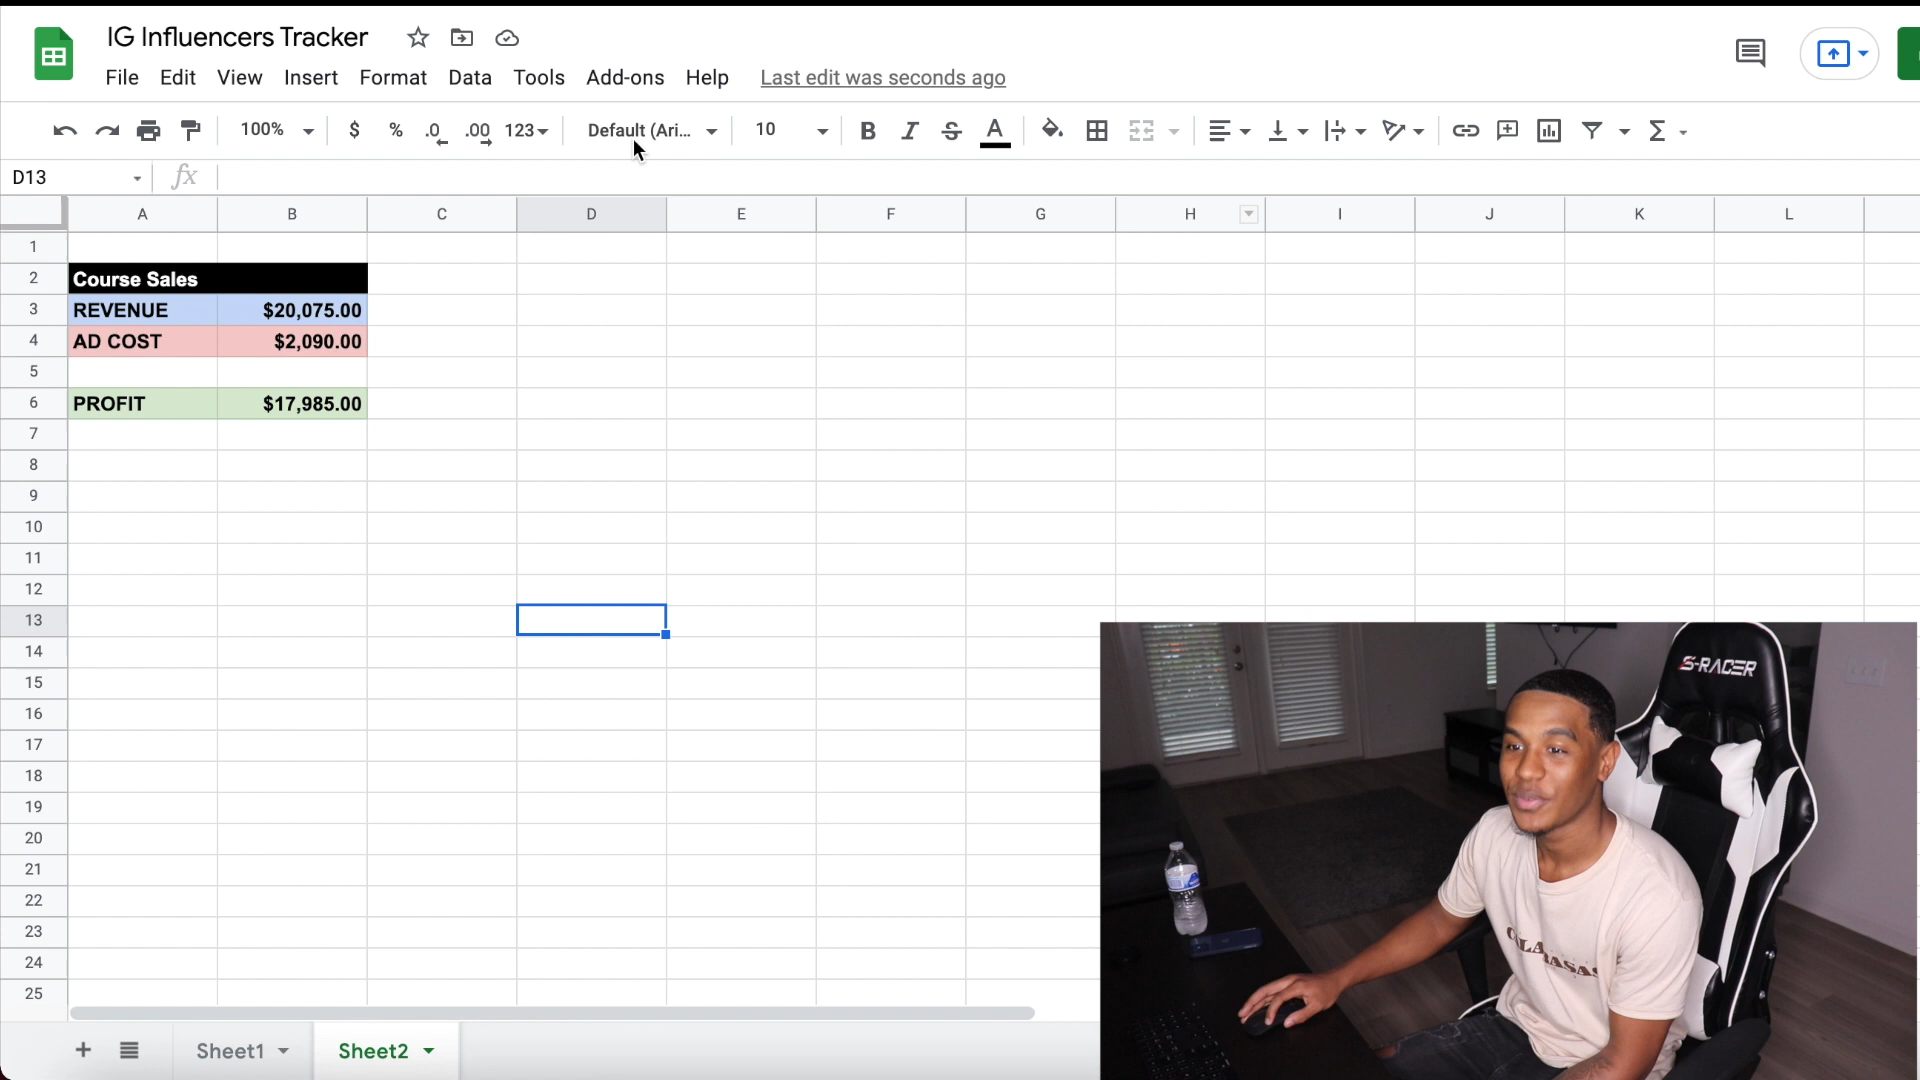 IG Influencers Tracker
File Edit View Insert Format Data Tools Add-ons Help Last edit was seconds ago
100% $ % .0 .00 123 Default (Ari... 10 B I S A
D13 fx
A B C D E F G H I J K L
1
2 Course Sales
3 REVENUE $20,075.00
4 AD COST $2,090.00
5
6 PROFIT $17,985.00
7
8
9
10
11
12
13
14
15
16
17
18
19
20
21
22
23
24
25
S-RACER
CALA
BASAS
Sheet1 Sheet2